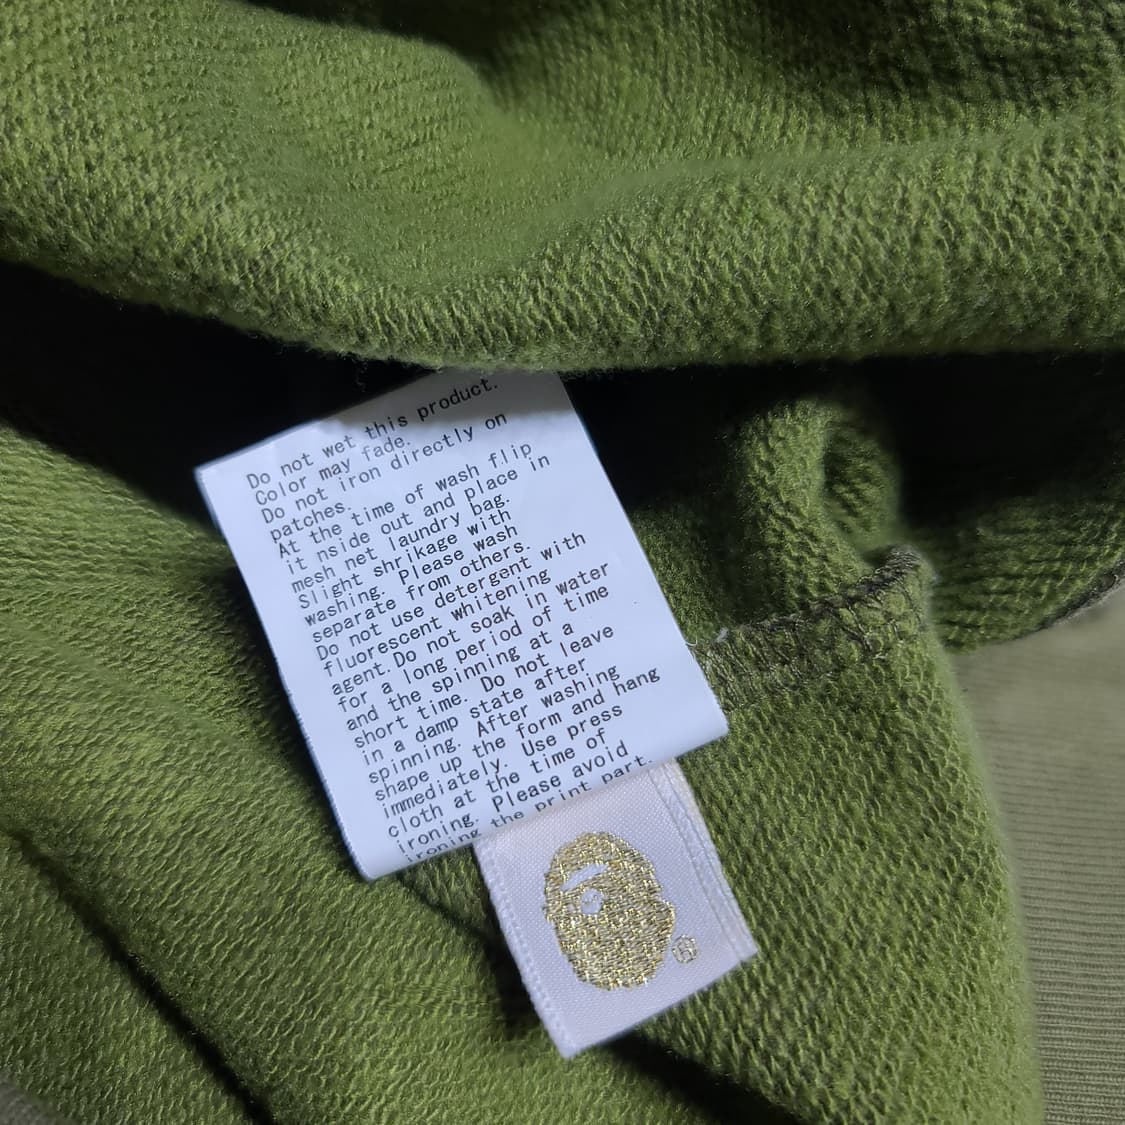 Do not wet this product.
Color may fade.
Do not iron directly on
patches.
At the time of wash flip
it nside out and place in
mesh net laundry bag.
Slight shrikage with
washing. Please wash
separate from others.
Do not use detergent with
fluorescent whitening
agent. Do not soak in water
for a long period of time
and the spinning at a
short time. Do not leave
in a damp state after
spinning. After washing
shape up the form and hang
immediately. Use press
cloth at the time of
ironing. Please avoid
ironing the print part.
®